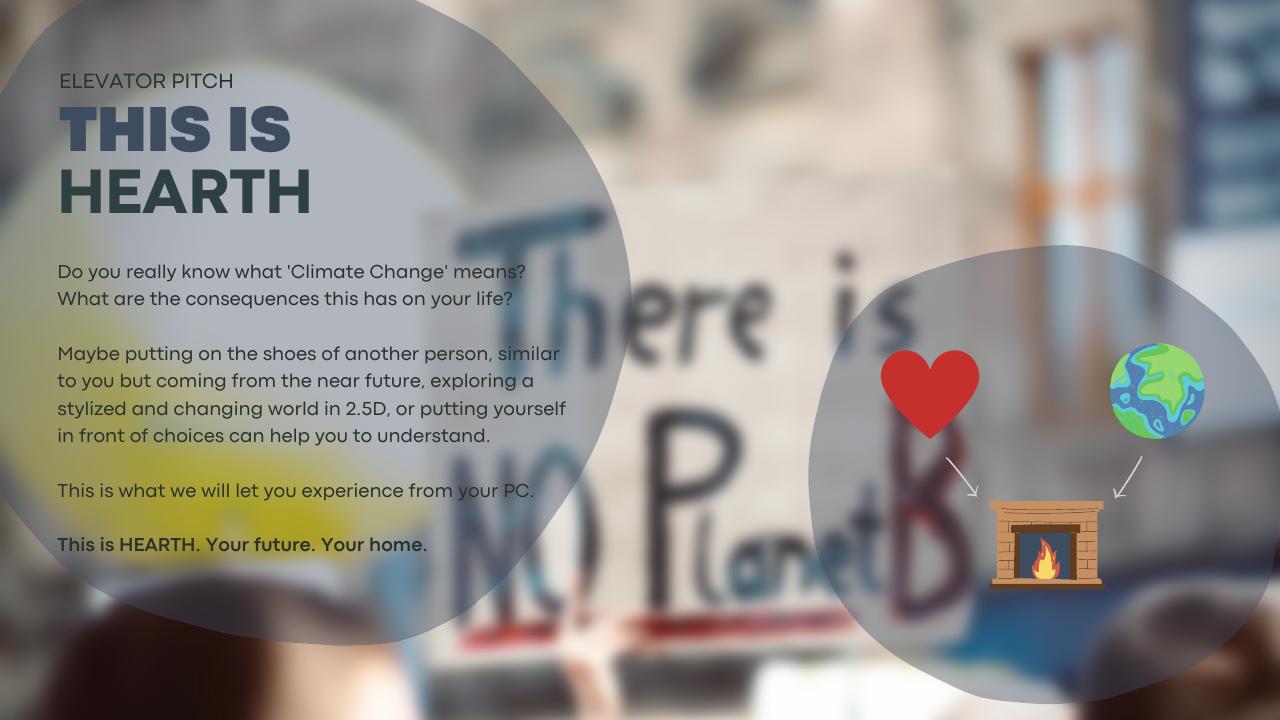 ELEVATOR PITCH
THIS IS
HEARTH
Do you really know what 'Climate Change' means?
What are the consequences this has on your life?
Maybe putting on the shoes of another person, similar
to you but coming from the near future, exploring a
stylized and changing world in 2.5D, or putting yourself
in front of choices can help you to understand.
This is what we will let you experience from your PC.
This is HEARTH. Your future. Your home.
There is
NO Planet B